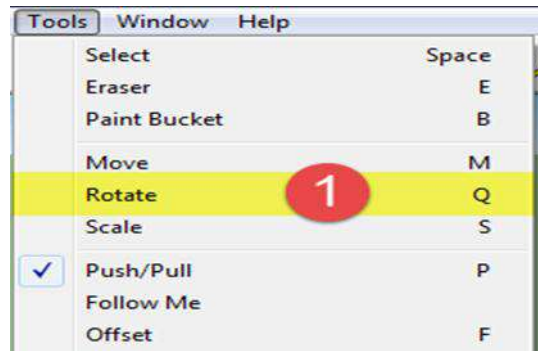 Tools Window Help
Select Space
Eraser E
Paint Bucket B
Move M
Rotate 1 Q
Scale S
Push/Pull P
Follow Me
Offset F